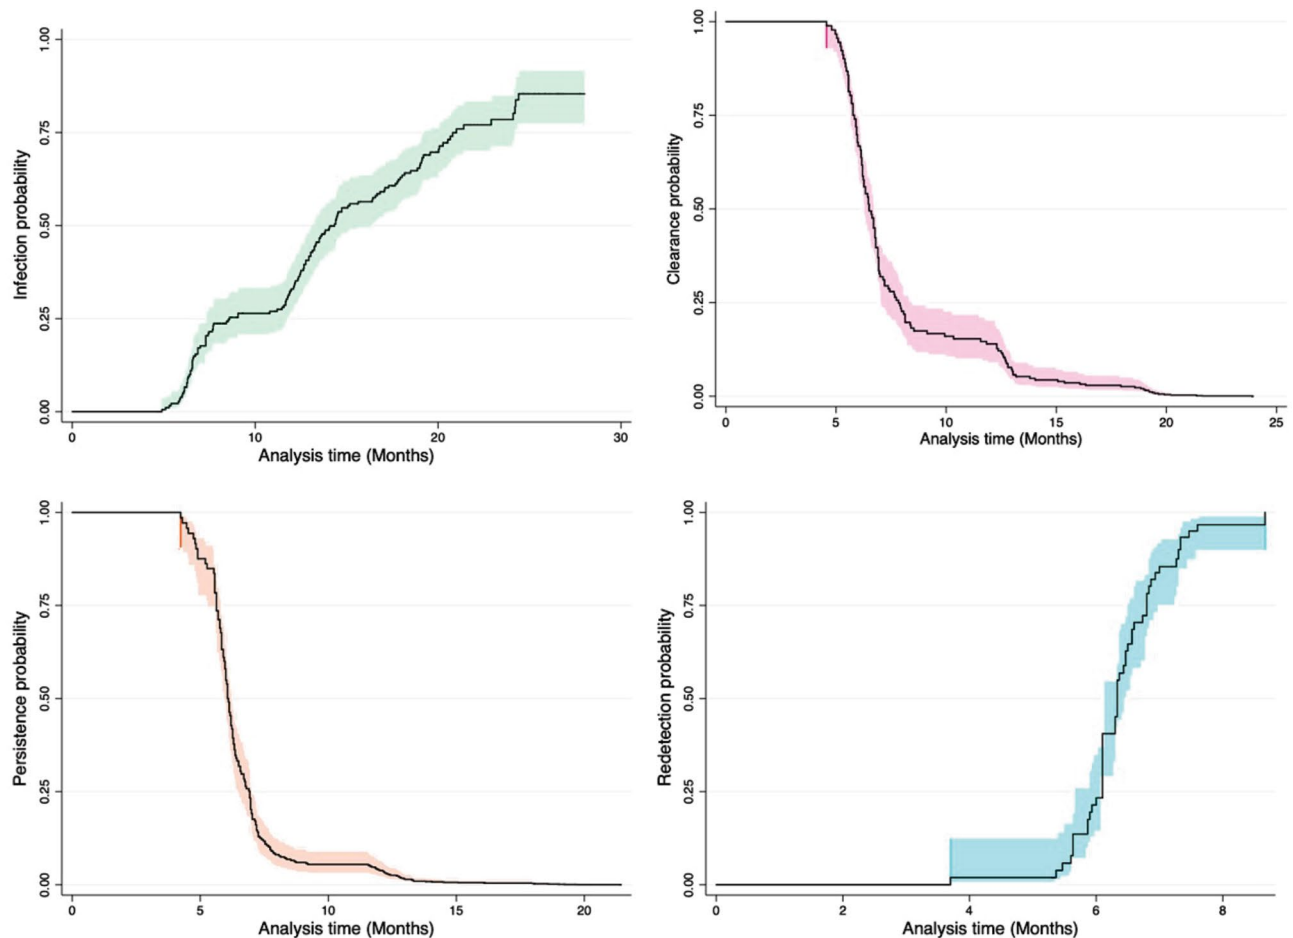 Infection probability
1.00
0.75
0.50
0.25
0.00
0 10 20 30
Analysis time (Months)
Clearance probability
1.00
0.75
0.50
0.25
0.00
0 5 10 15 20 25
Analysis time (Months)
Persistence probability
1.00
0.75
0.50
0.25
0.00
0 5 10 15 20
Analysis time (Months)
Redetection probability
1.00
0.75
0.50
0.25
0.00
0 2 4 6 8
Analysis time (Months)